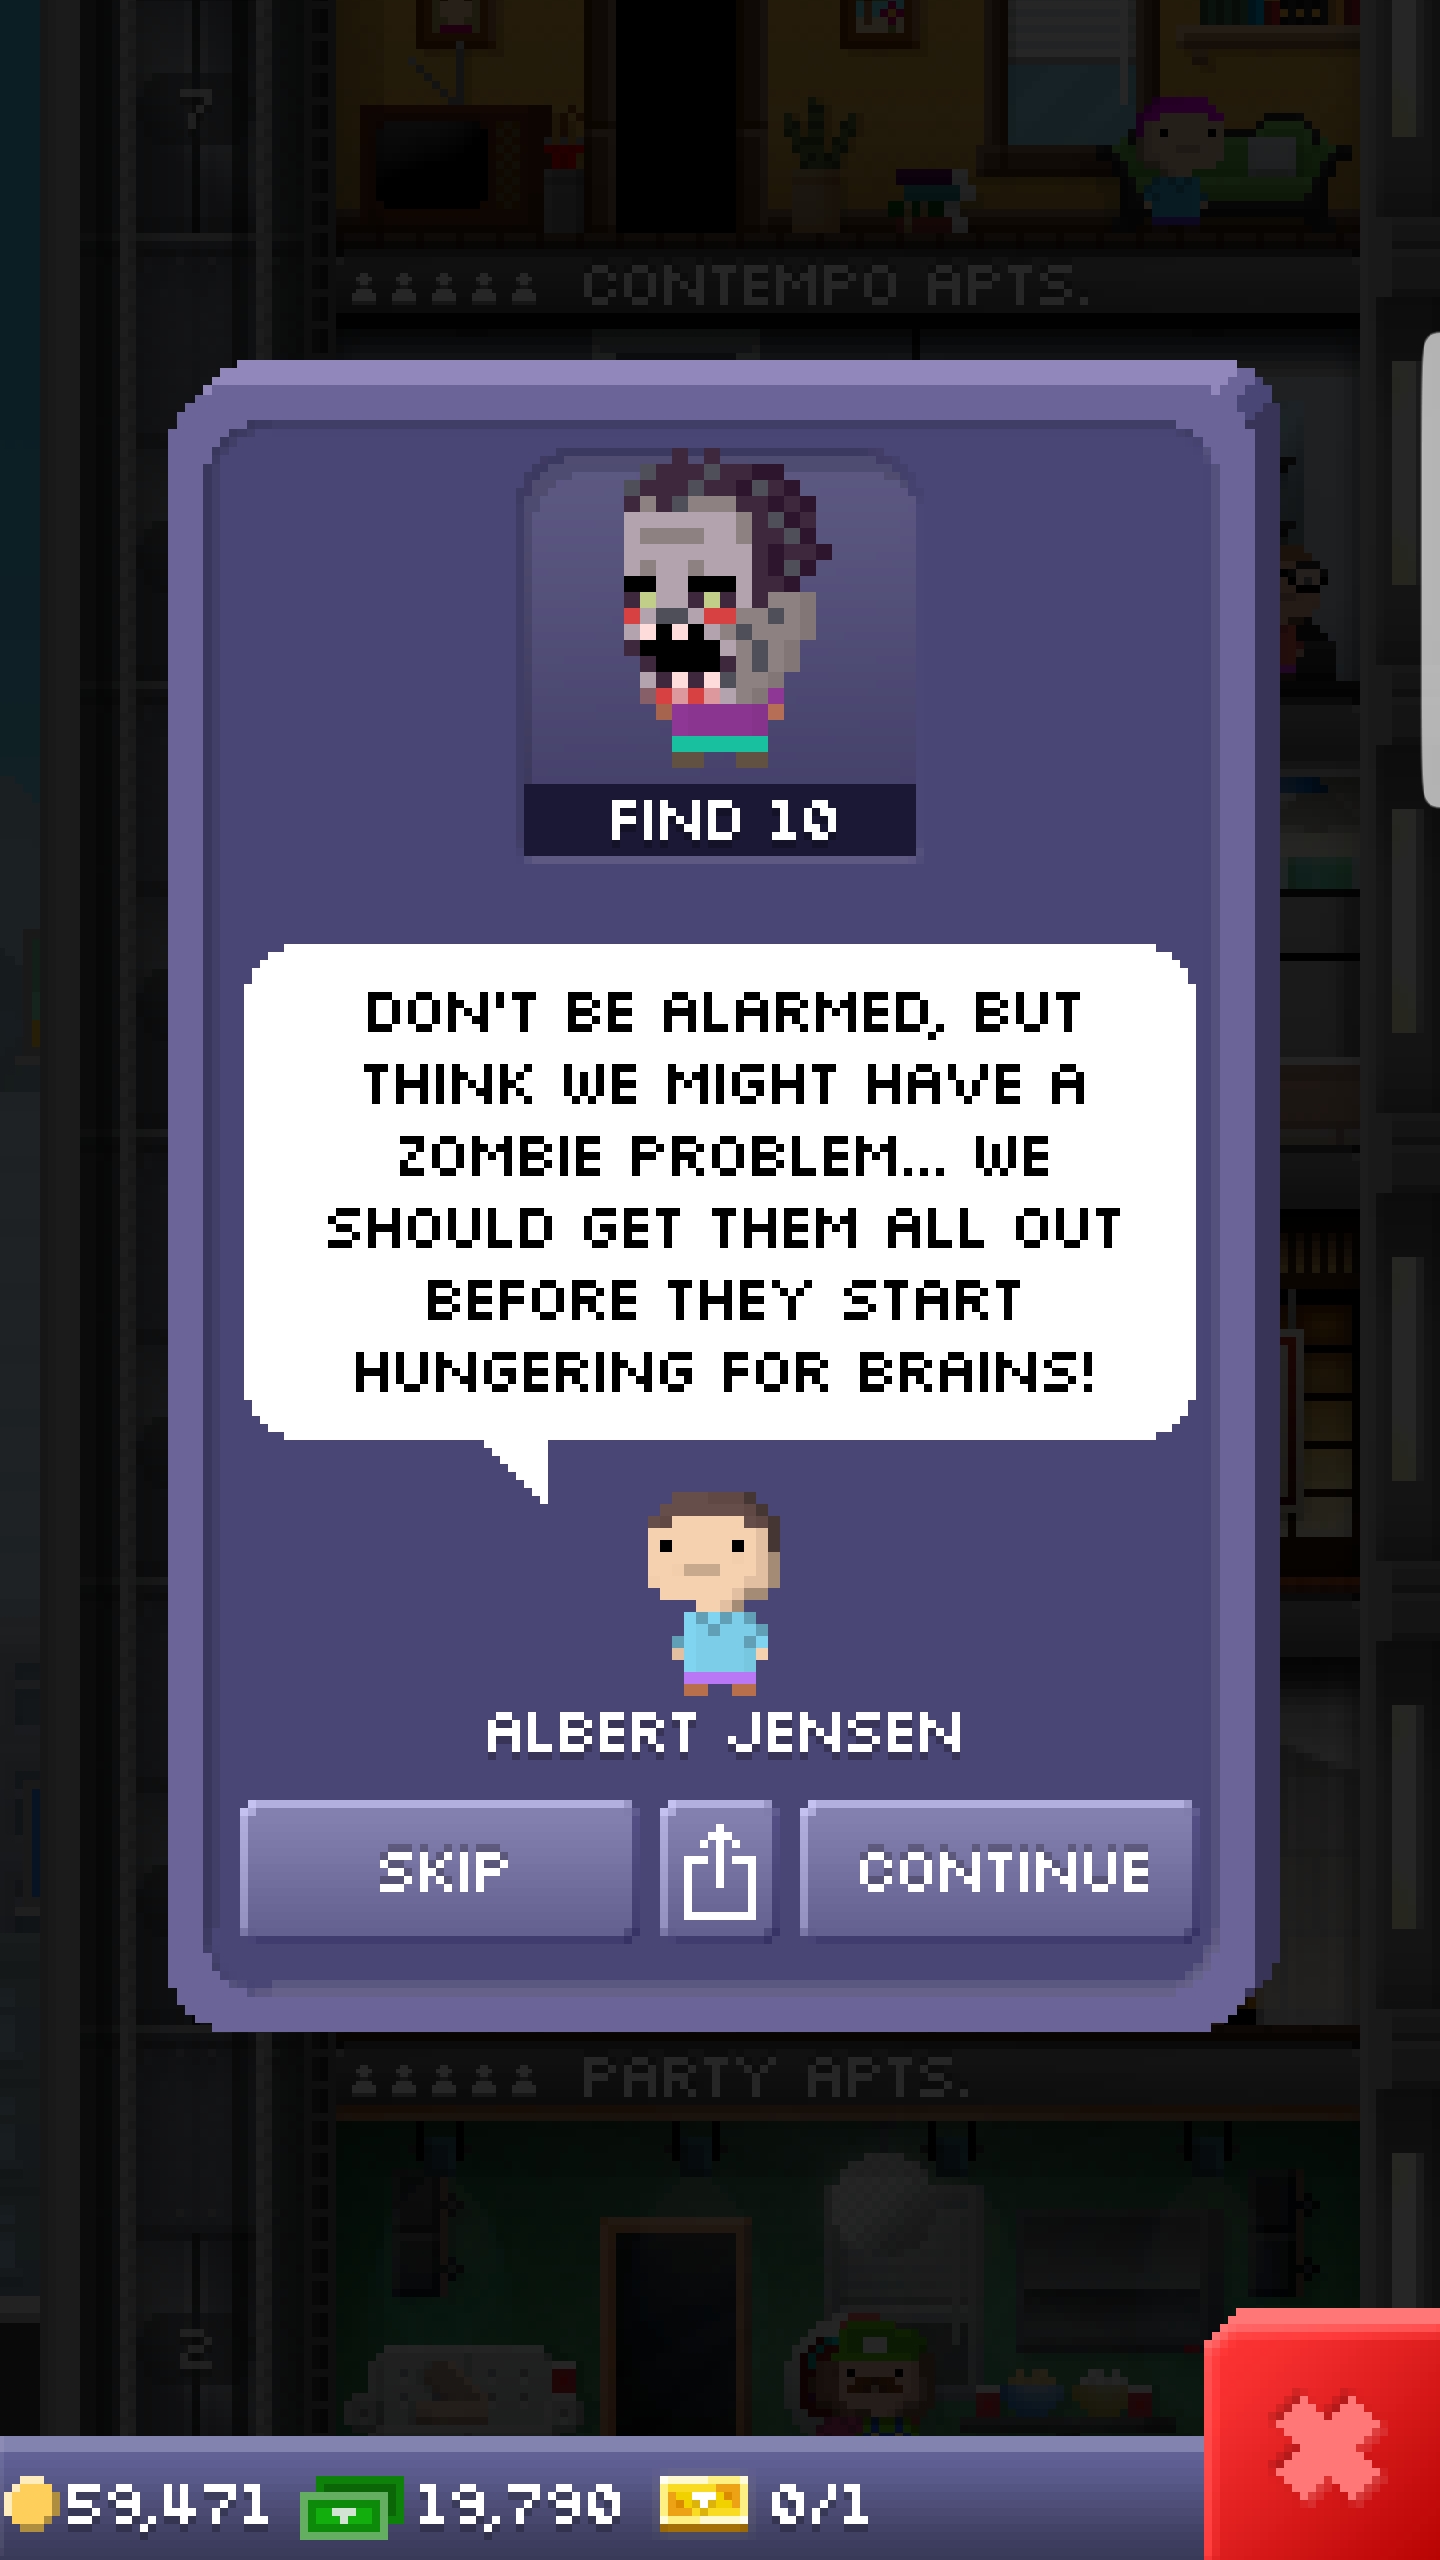 7
CONTEMPO APTS.
FIND 10
DON'T BE ALARMED, BUT
THINK WE MIGHT HAVE A
ZOMBIE PROBLEM... WE
SHOULD GET THEM ALL OUT
BEFORE THEY START
HUNGERING FOR BRAINS!
ALBERT JENSEN
SKIP
CONTINUE
PARTY APTS.
2
59,471 19,790 0/1